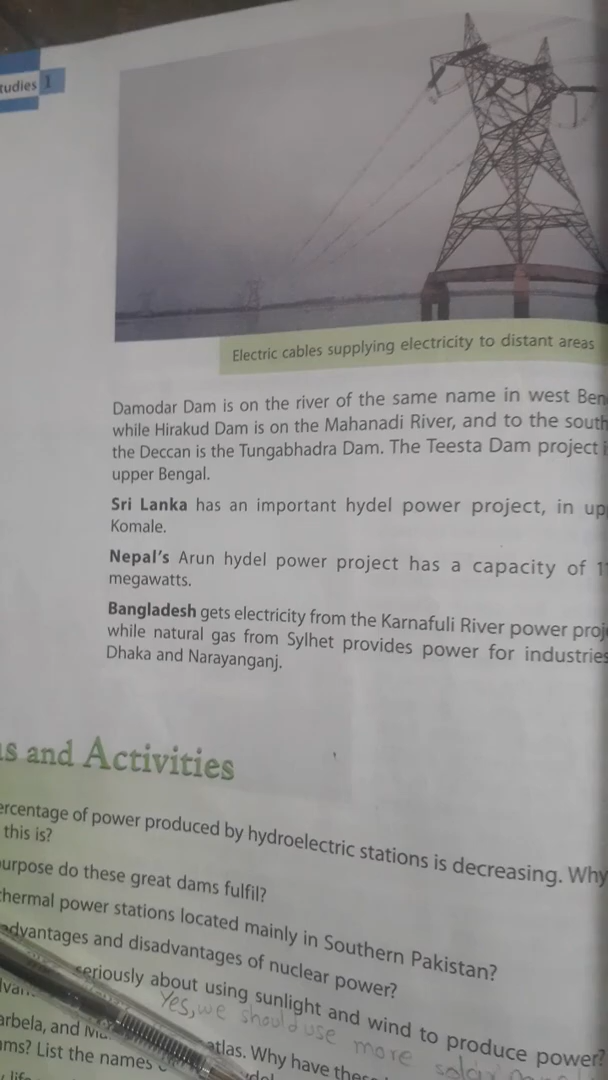 tudies 1
Electric cables supplying electricity to distant areas
Damodar Dam is on the river of the same name in west Ben
while Hirakud Dam is on the Mahanadi River, and to the south
the Deccan is the Tungabhadra Dam. The Teesta Dam project i
upper Bengal.
Sri Lanka has an important hydel power project, in up
Komale.
Nepal's Arun hydel power project has a capacity of 1
megawatts.
Bangladesh gets electricity from the Karnafuli River power proj
while natural gas from Sylhet provides power for industries
Dhaka and Narayanganj.
s and Activities
ercentage of power produced by hydroelectric stations is decreasing. Why
this is?
urpose do these great dams fulfil?
thermal power stations located mainly in Southern Pakistan?
advantages and disadvantages of nuclear power?
seriously about using sunlight and wind to produce power?
Yes, we should use more solar
arbela, and atlas. Why have
ams? List the names